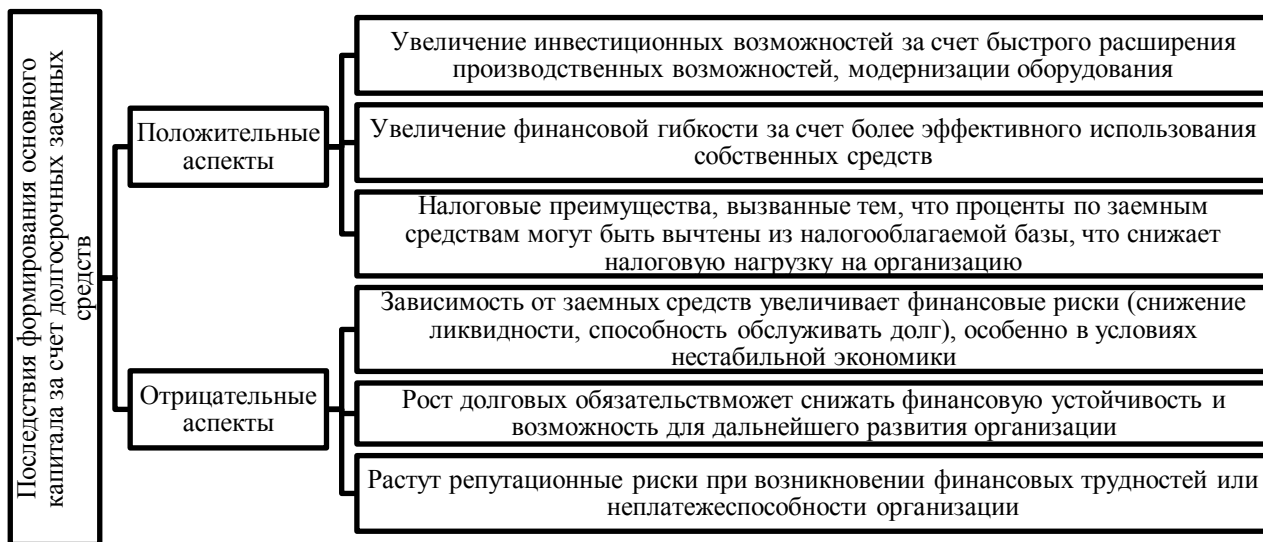 Последствия формирования основного
капитала за счет долгосрочных заемных
средств
Положительные
аспекты
Увеличение инвестиционных возможностей за счет быстрого расширения
производственных возможностей, модернизации оборудования
Увеличение финансовой гибкости за счет более эффективного использования
собственных средств
Налоговые преимущества, вызванные тем, что проценты по заемным
средствам могут быть вычтены из налогооблагаемой базы, что снижает
налоговую нагрузку на организацию
Отрицательные
аспекты
Зависимость от заемных средств увеличивает финансовые риски (снижение
ликвидности, способность обслуживать долг), особенно в условиях
нестабильной экономики
Рост долговых обязательствможет снижать финансовую устойчивость и
возможность для дальнейшего развития организации
Растут репутационные риски при возникновении финансовых трудностей или
неплатежеспособности организации